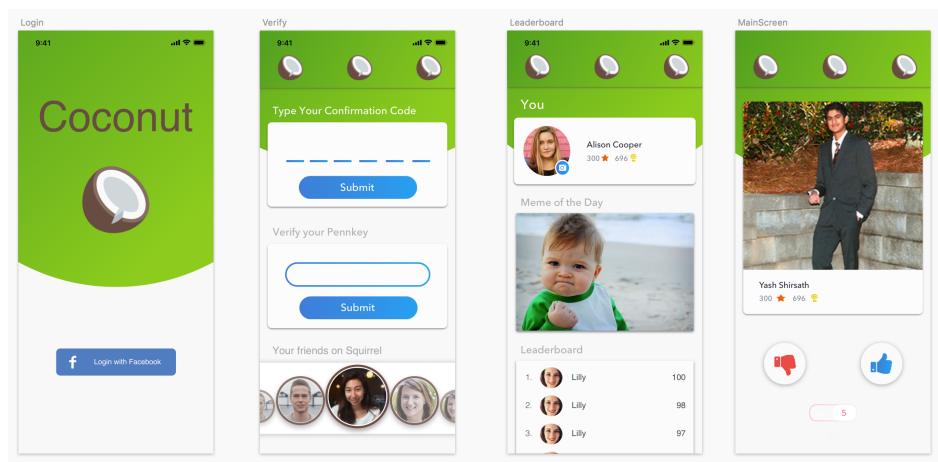 Login
9:41
Coconut
f Login with Facebook
Verify
9:41
Type Your Confirmation Code
Submit
Verify your Pennkey
Submit
Your friends on Squirrel
Leaderboard
9:41
You
Alison Cooper
300 696
Meme of the Day
Leaderboard
1. Lilly 100
2. Lilly 98
3. Lilly 97
MainScreen
Yash Shirsath
300 696
5